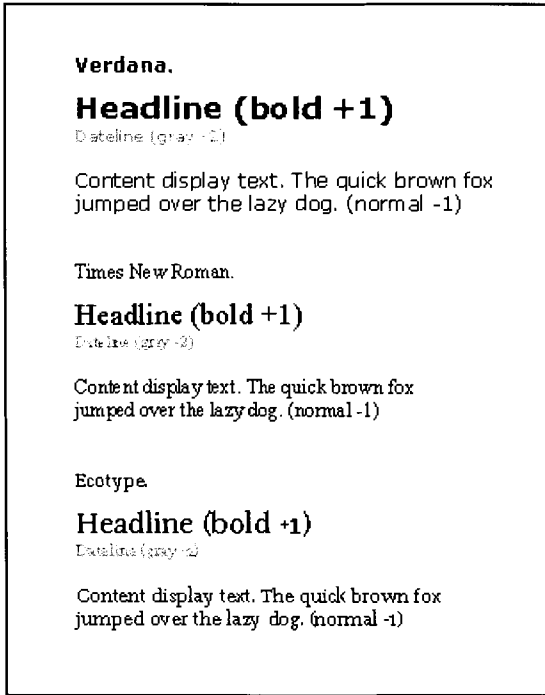 Verdana.
Headline (bold +1)
Dateline (gray -2)
Content display text. The quick brown fox
jumped over the lazy dog. (normal -1)
Times New Roman.
Headline (bold +1)
Dateline (gray -2)
Content display text. The quick brown fox
jumped over the lazy dog. (normal -1)
Ecotype.
Headline (bold +1)
Dateline (gray -2)
Content display text. The quick brown fox
jumped over the lazy dog. (normal -1)